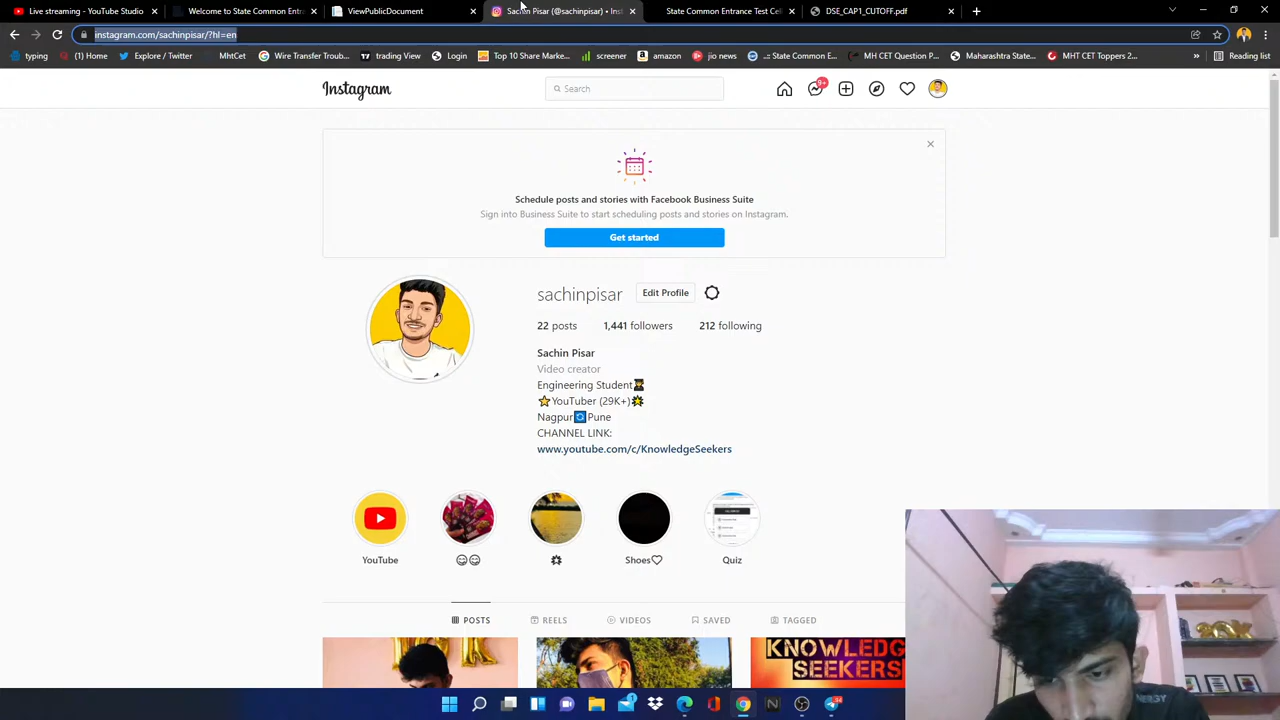 Live streaming - YouTube Studio
Welcome to State Common Entra
ViewPublicDocument
Sachin Pisar (@sachinpisar) • Inst
State Common Entrance Test Cell
DSE_CAP1_CUTOFF.pdf
instagram.com/sachinpisar/?hl=en
typing
(1) Home
Explore / Twitter
MhtCet
Wire Transfer Troub...
trading View
Login
Top 10 Share Market...
screener
amazon
jio news
:: State Common E...
MH CET Question P...
Maharashtra State...
MHT CET Toppers 2...
»
Reading list
Instagram
Search
9+
Schedule posts and stories with Facebook Business Suite
Sign into Business Suite to start scheduling posts and stories on Instagram.
Get started
sachinpisar
Edit Profile
22 posts
1,441 followers
212 following
Sachin Pisar
Video creator
Engineering Student👨‍🎓
⭐YouTuber (29K+)🌟
Nagpur🔄Pune
CHANNEL LINK:
www.youtube.com/c/KnowledgeSeekers
YouTube
😋😋
Shoes♡
Quiz
POSTS
REELS
VIDEOS
SAVED
TAGGED
KNOWLEDG
SEEKERS